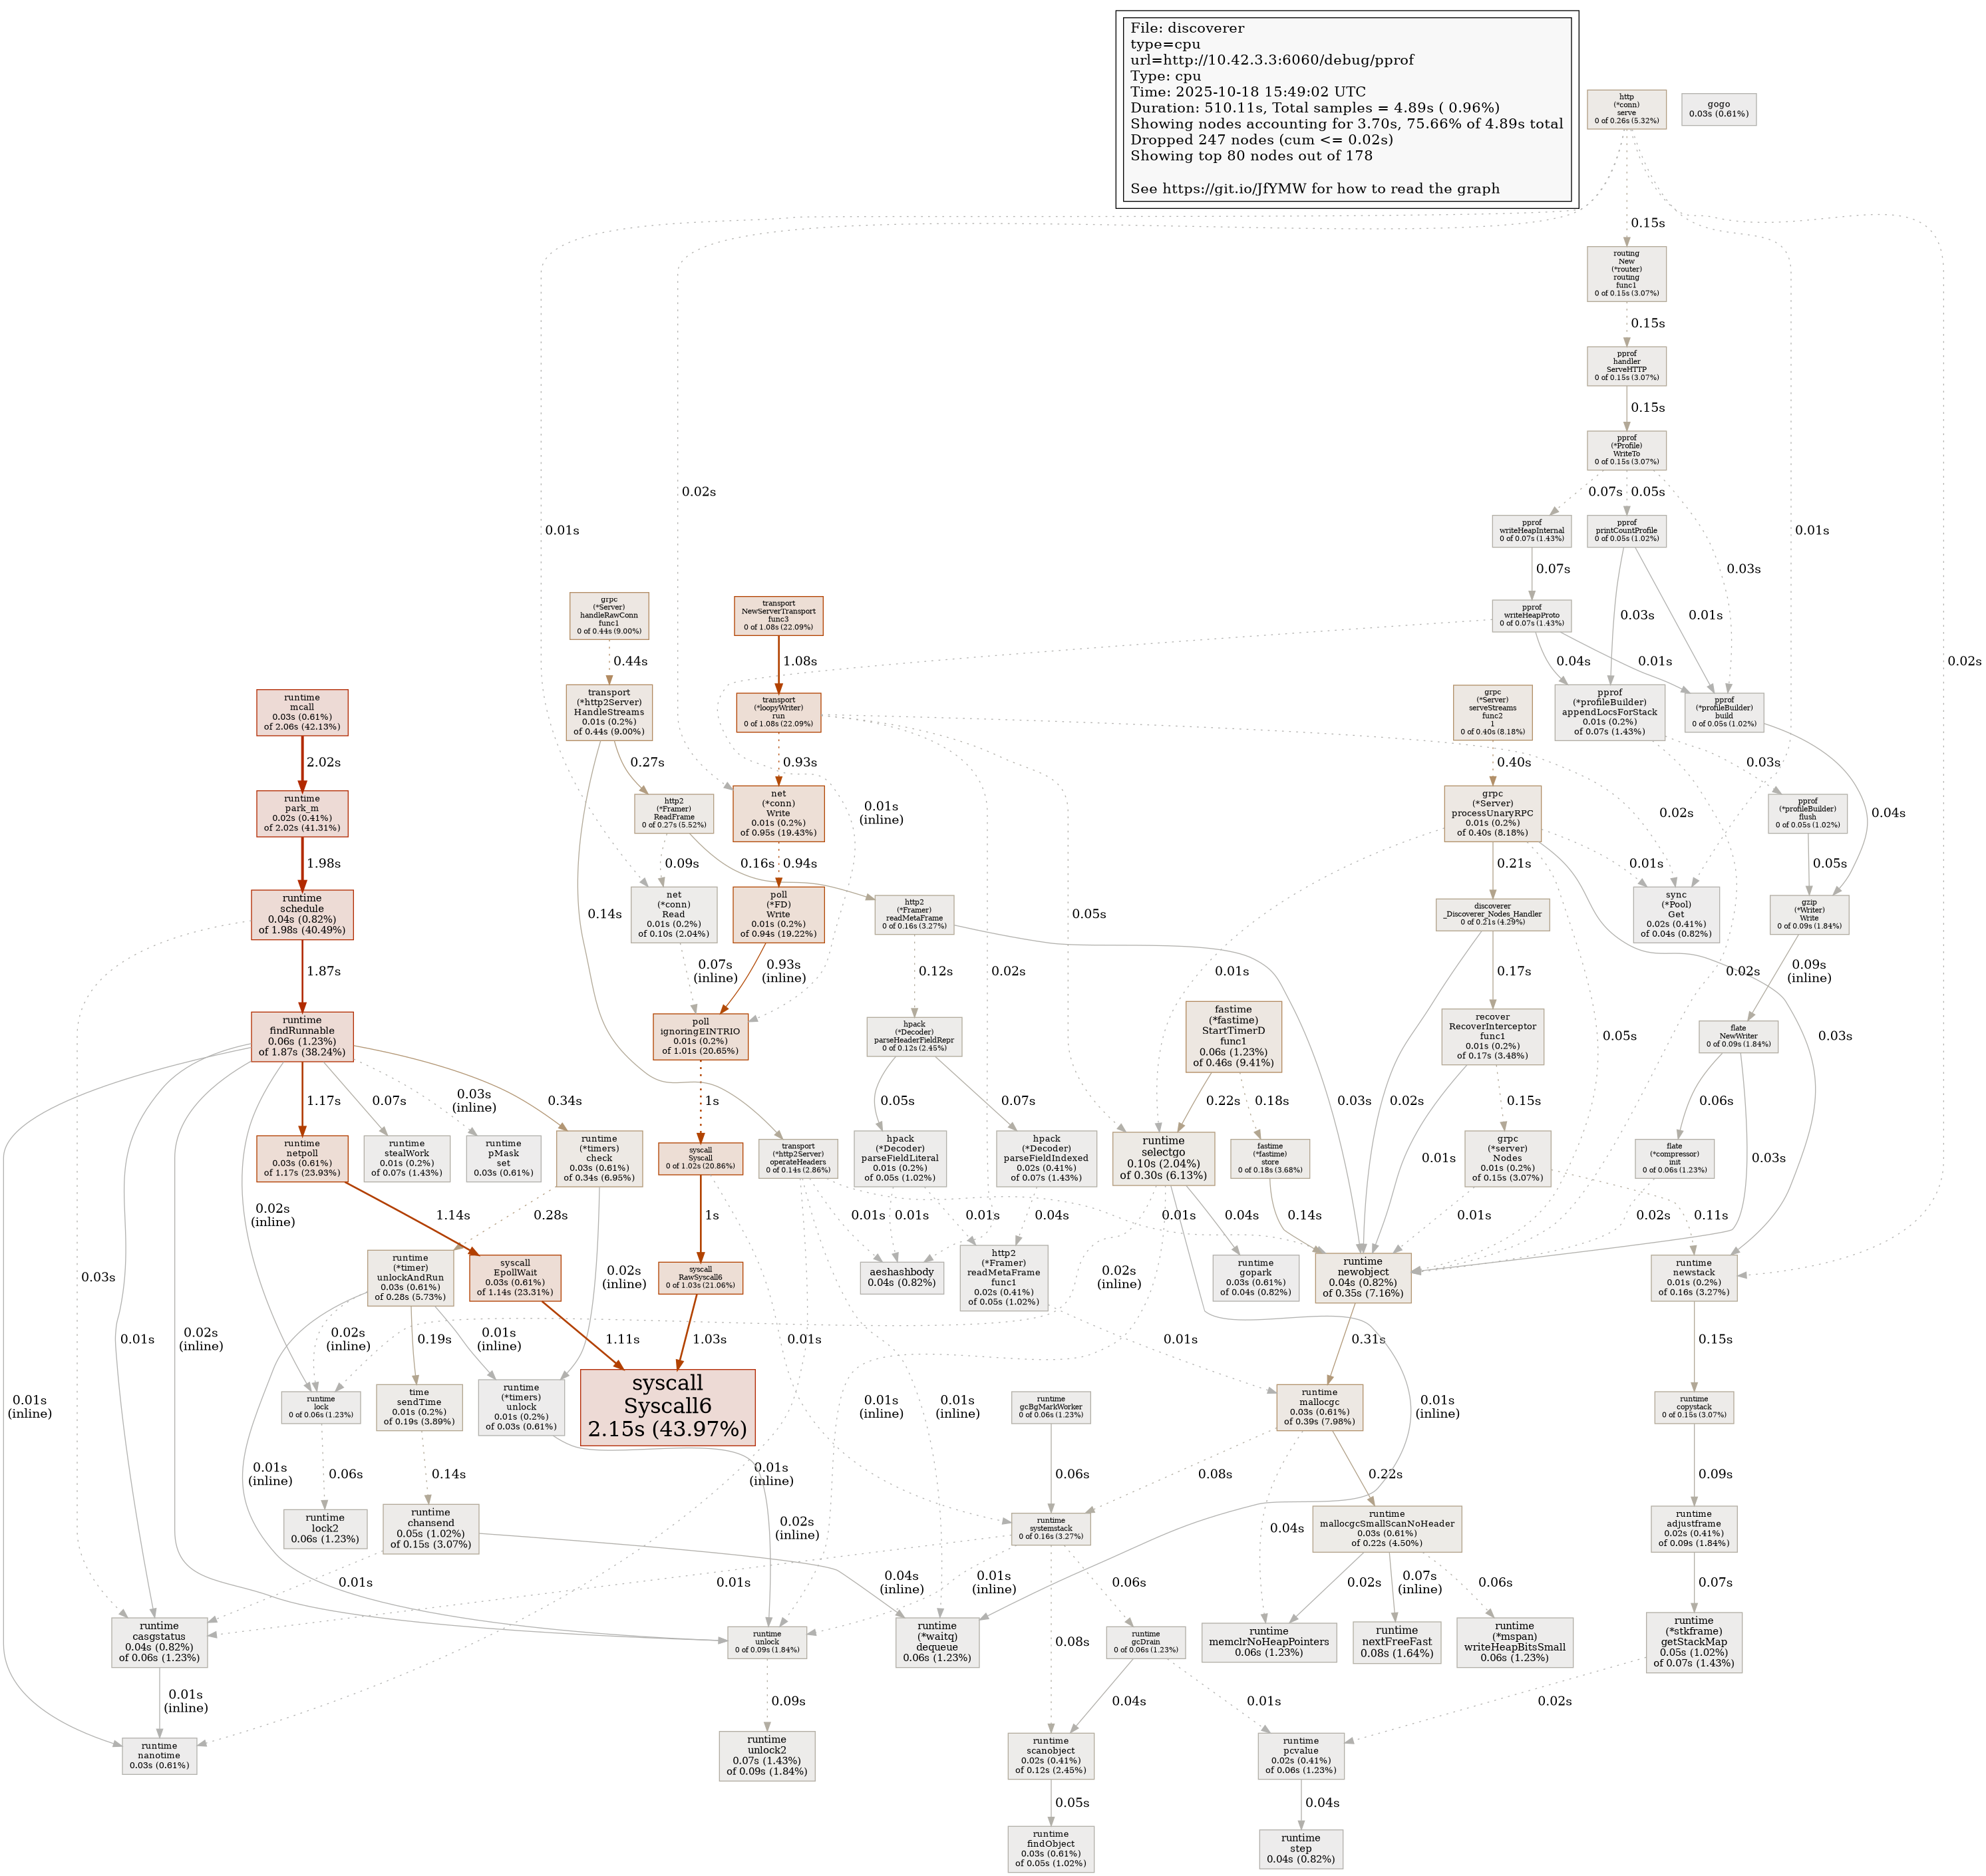 File: discoverer
type=cpu
url=http://10.42.3.3:6060/debug/pprof
Type: cpu
Time: 2025-10-18 15:49:02 UTC
Duration: 510.11s, Total samples = 4.89s ( 0.96%)
Showing nodes accounting for 3.70s, 75.66% of 4.89s total
Dropped 247 nodes (cum <= 0.02s)
Showing top 80 nodes out of 178
See https://git.io/JfYMW for how to read the graph
http
(*conn)
serve
0 of 0.26s (5.32%)
gogo
0.03s (0.61%)
0.15s
routing
New
(*router)
routing
func1
0 of 0.15s (3.07%)
0.15s
pprof
handler
ServeHTTP
0 of 0.15s (3.07%)
0.15s
pprof
(*Profile)
WriteTo
0 of 0.15s (3.07%)
0.02s
0.07s
0.05s
0.01s
pprof
writeHeapInternal
0 of 0.07s (1.43%)
pprof
printCountProfile
0 of 0.05s (1.02%)
0.01s
0.03s
0.07s
grpc
(*Server)
handleRawConn
func1
0 of 0.44s (9.00%)
transport
NewServerTransport
func3
0 of 1.08s (22.09%)
pprof
writeHeapProto
0 of 0.07s (1.43%)
0.03s
0.01s
0.02s
0.44s
1.08s
0.04s
0.01s
runtime
mcall
0.03s (0.61%)
of 2.06s (42.13%)
transport
(*http2Server)
HandleStreams
0.01s (0.2%)
of 0.44s (9.00%)
transport
(*loopyWriter)
run
0 of 1.08s (22.09%)
grpc
(*Server)
serveStreams
func2
1
0 of 0.40s (8.18%)
pprof
(*profileBuilder)
appendLocsForStack
0.01s (0.2%)
of 0.07s (1.43%)
pprof
(*profileBuilder)
build
0 of 0.05s (1.02%)
2.02s
0.27s
0.93s
0.40s
0.03s
runtime
park_m
0.02s (0.41%)
of 2.02s (41.31%)
http2
(*Framer)
ReadFrame
0 of 0.27s (5.52%)
net
(*conn)
Write
0.01s (0.2%)
of 0.95s (19.43%)
0.01s
(inline)
0.02s
grpc
(*Server)
processUnaryRPC
0.01s (0.2%)
of 0.40s (8.18%)
pprof
(*profileBuilder)
flush
0 of 0.05s (1.02%)
0.04s
1.98s
0.09s
0.16s
0.94s
0.21s
0.01s
0.05s
runtime
schedule
0.04s (0.82%)
of 1.98s (40.49%)
0.14s
net
(*conn)
Read
0.01s (0.2%)
of 0.10s (2.04%)
poll
(*FD)
Write
0.01s (0.2%)
of 0.94s (19.22%)
http2
(*Framer)
readMetaFrame
0 of 0.16s (3.27%)
0.05s
discoverer
_Discoverer_Nodes_Handler
0 of 0.21s (4.29%)
sync
(*Pool)
Get
0.02s (0.41%)
of 0.04s (0.82%)
gzip
(*Writer)
Write
0 of 0.09s (1.84%)
1.87s
0.07s
(inline)
0.93s
(inline)
0.12s
0.02s
0.01s
0.17s
0.02s
0.09s
(inline)
runtime
findRunnable
0.06s (1.23%)
of 1.87s (38.24%)
poll
ignoringEINTRIO
0.01s (0.2%)
of 1.01s (20.65%)
hpack
(*Decoder)
parseHeaderFieldRepr
0 of 0.12s (2.45%)
fastime
(*fastime)
StartTimerD
func1
0.06s (1.23%)
of 0.46s (9.41%)
recover
RecoverInterceptor
func1
0.01s (0.2%)
of 0.17s (3.48%)
0.05s
0.03s
flate
NewWriter
0 of 0.09s (1.84%)
1.17s
0.07s
0.03s
(inline)
0.34s
1s
0.05s
0.07s
0.22s
0.18s
0.03s
0.02s
0.15s
0.06s
runtime
netpoll
0.03s (0.61%)
of 1.17s (23.93%)
runtime
stealWork
0.01s (0.2%)
of 0.07s (1.43%)
runtime
pMask
set
0.03s (0.61%)
runtime
(*timers)
check
0.03s (0.61%)
of 0.34s (6.95%)
syscall
Syscall
0 of 1.02s (20.86%)
transport
(*http2Server)
operateHeaders
0 of 0.14s (2.86%)
hpack
(*Decoder)
parseFieldLiteral
0.01s (0.2%)
of 0.05s (1.02%)
hpack
(*Decoder)
parseFieldIndexed
0.02s (0.41%)
of 0.07s (1.43%)
runtime
selectgo
0.10s (2.04%)
of 0.30s (6.13%)
fastime
(*fastime)
store
0 of 0.18s (3.68%)
0.01s
grpc
(*server)
Nodes
0.01s (0.2%)
of 0.15s (3.07%)
flate
(*compressor)
init
0 of 0.06s (1.23%)
0.03s
0.02s
(inline)
1.14s
0.28s
1s
0.01s
0.01s
0.01s
0.04s
0.01s
0.04s
0.14s
0.01s
0.11s
0.02s
0.03s
runtime
(*timer)
unlockAndRun
0.03s (0.61%)
of 0.28s (5.73%)
syscall
EpollWait
0.03s (0.61%)
of 1.14s (23.31%)
0.02s
(inline)
syscall
RawSyscall6
0 of 1.03s (21.06%)
aeshashbody
0.04s (0.82%)
http2
(*Framer)
readMetaFrame
func1
0.02s (0.41%)
of 0.05s (1.02%)
0.02s
(inline)
runtime
gopark
0.03s (0.61%)
of 0.04s (0.82%)
runtime
newobject
0.04s (0.82%)
of 0.35s (7.16%)
runtime
newstack
0.01s (0.2%)
of 0.16s (3.27%)
0.01s
0.02s
(inline)
0.02s
(inline)
0.19s
0.01s
(inline)
1.11s
1.03s
0.01s
0.01s
0.31s
0.15s
0.01s
(inline)
runtime
lock
0 of 0.06s (1.23%)
time
sendTime
0.01s (0.2%)
of 0.19s (3.89%)
runtime
(*timers)
unlock
0.01s (0.2%)
of 0.03s (0.61%)
syscall
Syscall6
2.15s (43.97%)
0.01s
(inline)
0.01s
(inline)
runtime
gcBgMarkWorker
0 of 0.06s (1.23%)
0.01s
(inline)
runtime
mallocgc
0.03s (0.61%)
of 0.39s (7.98%)
runtime
copystack
0 of 0.15s (3.07%)
0.01s
(inline)
0.06s
0.14s
0.01s
(inline)
0.06s
0.08s
0.22s
0.09s
runtime
lock2
0.06s (1.23%)
runtime
chansend
0.05s (1.02%)
of 0.15s (3.07%)
0.02s
(inline)
runtime
systemstack
0 of 0.16s (3.27%)
0.04s
runtime
mallocgcSmallScanNoHeader
0.03s (0.61%)
of 0.22s (4.50%)
runtime
adjustframe
0.02s (0.41%)
of 0.09s (1.84%)
0.01s
0.01s
0.04s
(inline)
0.01s
(inline)
0.06s
0.02s
0.07s
(inline)
0.06s
0.07s
runtime
casgstatus
0.04s (0.82%)
of 0.06s (1.23%)
runtime
unlock
0 of 0.09s (1.84%)
runtime
(*waitq)
dequeue
0.06s (1.23%)
0.08s
runtime
gcDrain
0 of 0.06s (1.23%)
runtime
memclrNoHeapPointers
0.06s (1.23%)
runtime
nextFreeFast
0.08s (1.64%)
runtime
(*mspan)
writeHeapBitsSmall
0.06s (1.23%)
runtime
(*stkframe)
getStackMap
0.05s (1.02%)
of 0.07s (1.43%)
0.01s
(inline)
0.09s
0.04s
0.01s
0.02s
runtime
nanotime
0.03s (0.61%)
runtime
unlock2
0.07s (1.43%)
of 0.09s (1.84%)
runtime
scanobject
0.02s (0.41%)
of 0.12s (2.45%)
runtime
pcvalue
0.02s (0.41%)
of 0.06s (1.23%)
0.05s
0.04s
runtime
findObject
0.03s (0.61%)
of 0.05s (1.02%)
runtime
step
0.04s (0.82%)